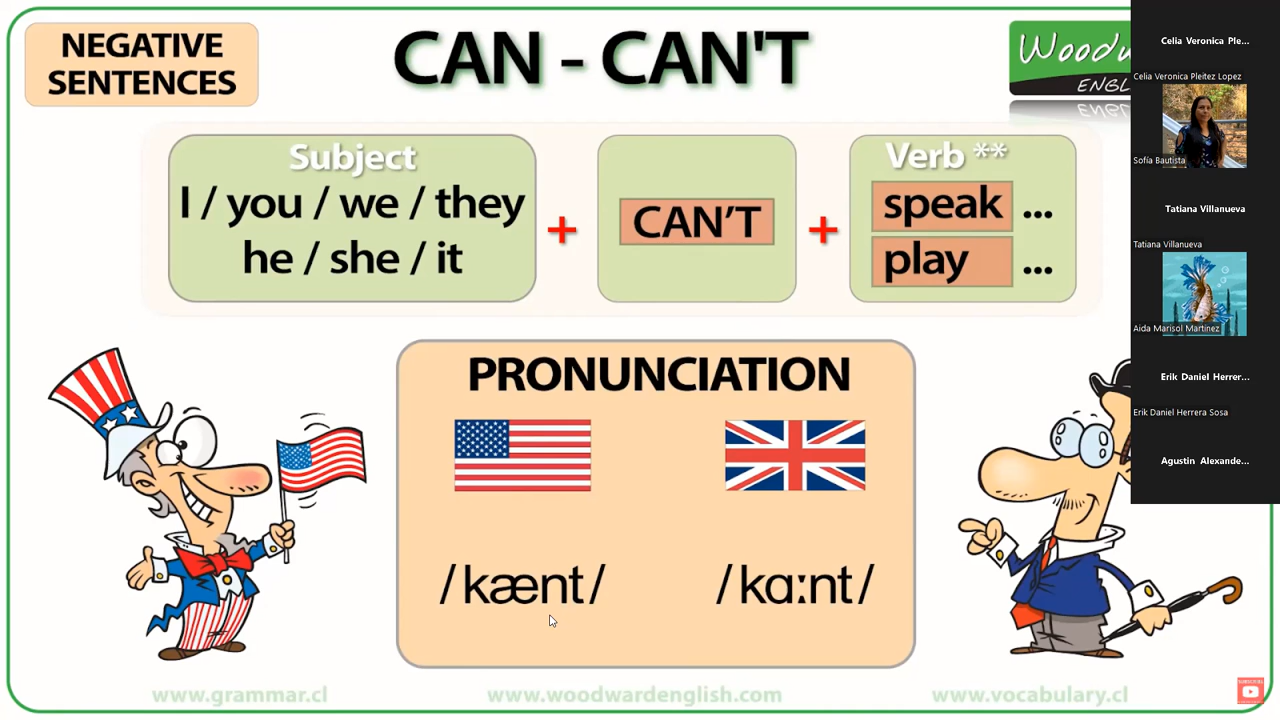 NEGATIVE
SENTENCES
CAN - CAN'T
ENGL
Subject
I / you / we / they
he / she / it
+
CAN'T
+
Verb **
speak ...
play ...
PRONUNCIATION
/kænt/
/kɑːnt/
www.grammar.cl
www.woodwardenglish.com
www.vocabulary.cl
Celia Veronica Ple...
Celia Veronica Pleitez Lopez
Sofía Bautista
Tatiana Villanueva
Tatiana Villanueva
Aida Marisol Martinez
Erik Daniel Herrer...
Erik Daniel Herrera Sosa
Agustin Alexande...